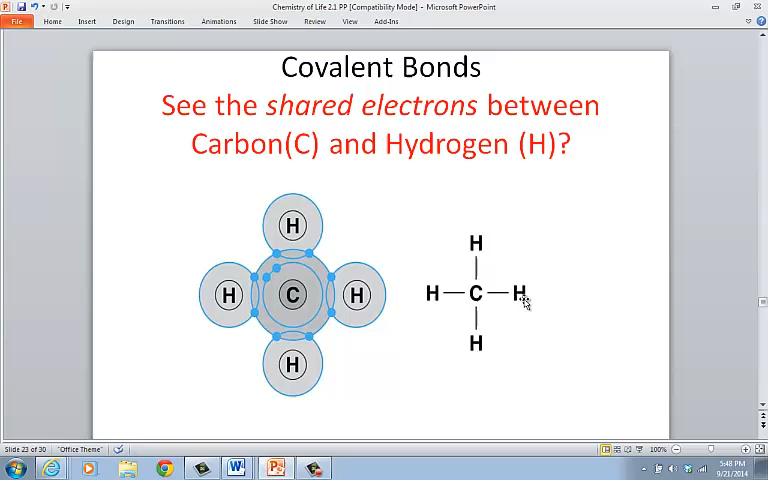 Chemistry of Life 2.1 PP [Compatibility Mode] - Microsoft PowerPoint
File Home Insert Design Transitions Animations Slide Show Review View Add-Ins
Covalent Bonds
See the shared electrons between
Carbon(C) and Hydrogen (H)?
H
H C H
H
H
H C H
H
Slide 23 of 30 "Office Theme" 100%
5:48 PM
9/21/2014